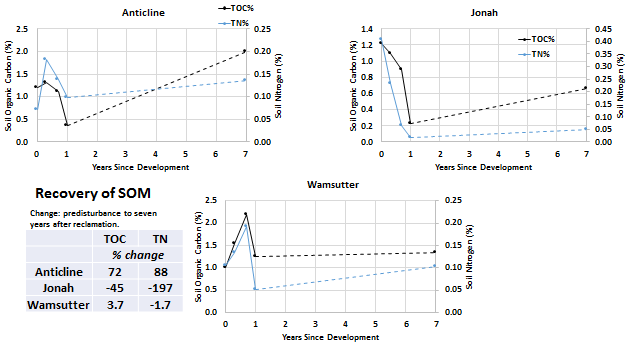 Anticline
TOC%
TN%
Soil Organic Carbon (%)
2.5
2.0
1.5
1.0
0.5
0.0
0.25
0.20
0.15
0.10
0.05
0.00
Soil Nitrogen (%)
0 1 2 3 4 5 6 7
Years Since Development
Jonah
TOC%
TN%
Soil Organic Carbon (%)
1.4
1.2
1.0
0.8
0.6
0.4
0.2
0.0
0.45
0.40
0.35
0.30
0.25
0.20
0.15
0.10
0.05
0.00
Soil Nitrogen (%)
0 1 2 3 4 5 6 7
Years Since Development
Recovery of SOM
Change: predisturbance to seven
years after reclamation.
TOC TN
% change
Anticline 72 88
Jonah -45 -197
Wamsutter 3.7 -1.7
Wamsutter
Soil Organic Carbon (%)
2.5
2.0
1.5
1.0
0.5
0.0
0.25
0.20
0.15
0.10
0.05
0.00
Soil Nitrogen (%)
0 1 2 3 4 5 6 7
Years Since Development